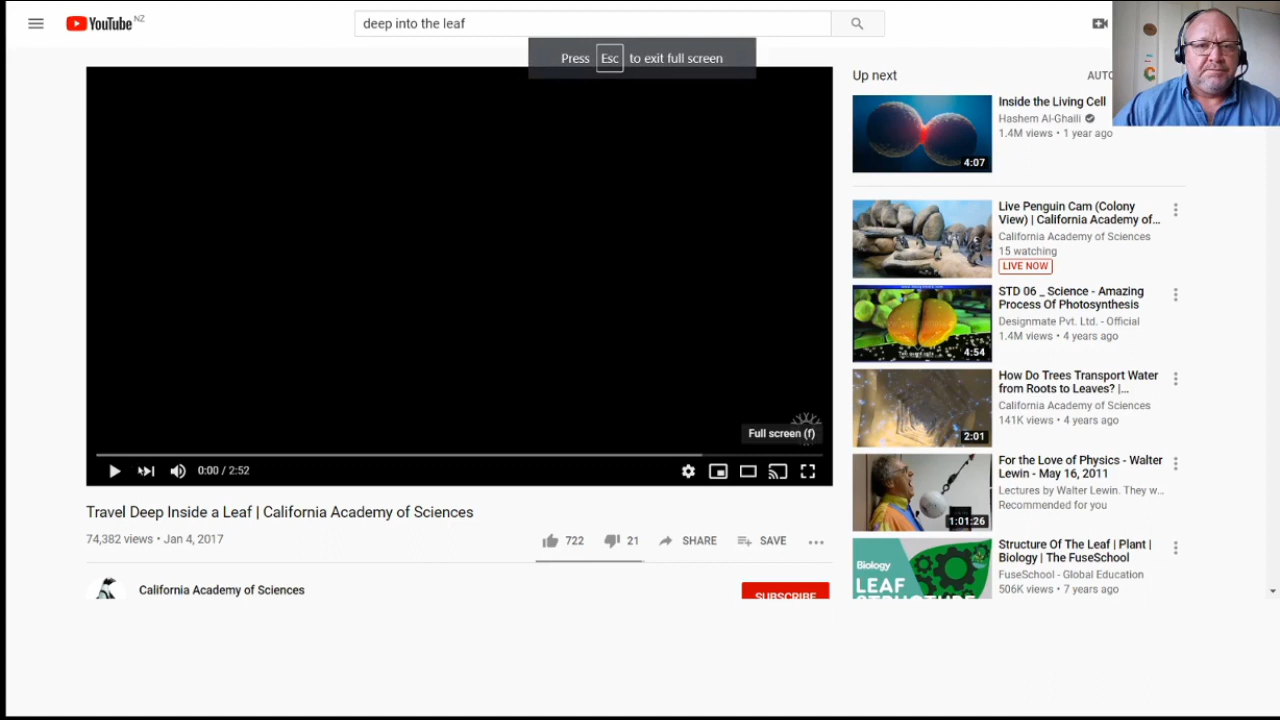 YouTube NZ
deep into the leaf
Press Esc to exit full screen
Full screen (f)
0:00 / 2:52
Travel Deep Inside a Leaf | California Academy of Sciences
74,382 views • Jan 4, 2017
722 21 SHARE SAVE
California Academy of Sciences
SUBSCRIBE
Up next
AUTO
4:07
Inside the Living Cell
Hashem Al-Ghaili
1.4M views • 1 year ago
Live Penguin Cam (Colony
View) | California Academy of...
California Academy of Sciences
15 watching
LIVE NOW
4:54
STD 06 _ Science - Amazing
Process Of Photosynthesis
Designmate Pvt. Ltd. - Official
1.4M views • 4 years ago
2:01
How Do Trees Transport Water
from Roots to Leaves? |...
California Academy of Sciences
141K views • 4 years ago
1:01:26
For the Love of Physics - Walter
Lewin - May 16, 2011
Lectures by Walter Lewin. They w...
Recommended for you
Biology
LEAF
STRUCTURE
Structure Of The Leaf | Plant |
Biology | The FuseSchool
FuseSchool - Global Education
506K views • 7 years ago